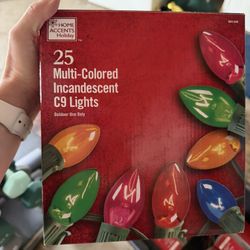 HOME
ACCENTS
Holiday
25
Multi-Colored
Incandescent
C9 Lights
Outdoor Use Only